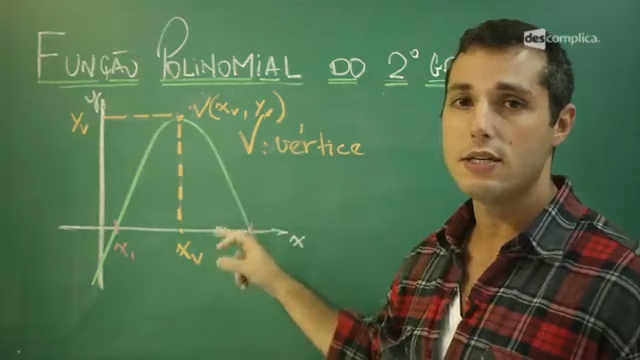 descomplica.
FUNÇÃO POLINOMIAL DO 2° G
y
yv
V(xv, yv)
V: vértice
x1
xv
x